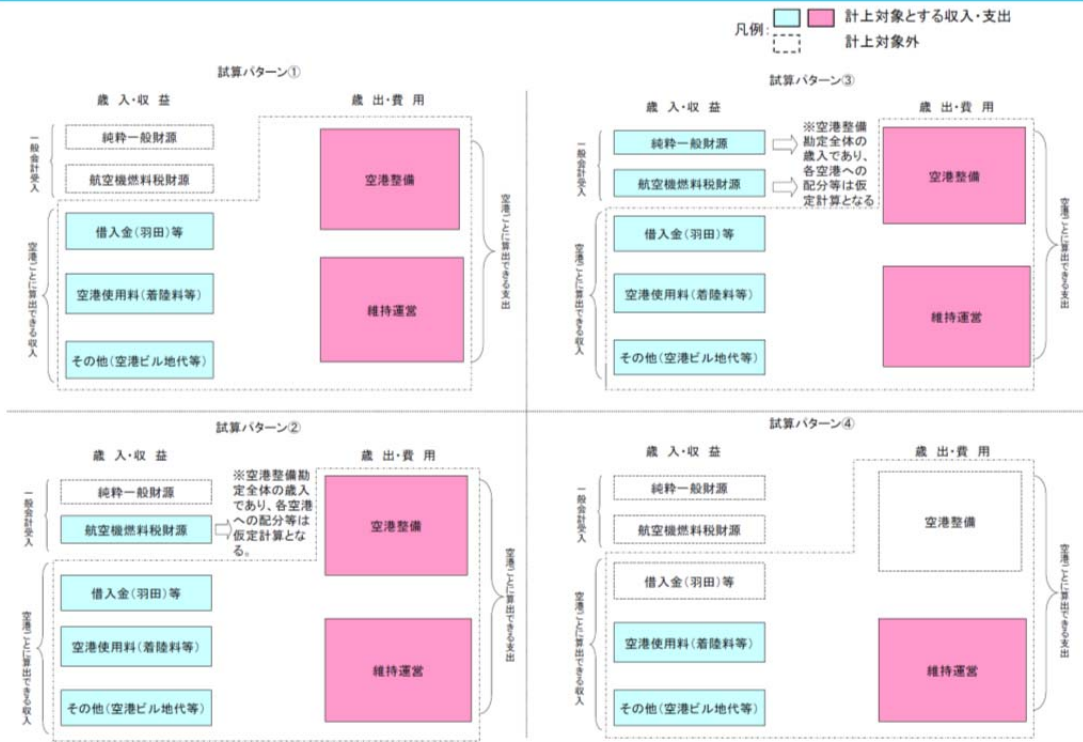 凡例:
計上対象とする収入・支出
計上対象外
試算パターン①
歳 入・収 益
歳 出・費 用
一般会計受入
純粋一般財源
航空機燃料税財源
空港ごとに算出できる収入
借入金(羽田)等
空港使用料(着陸料等)
その他(空港ビル地代等)
空港整備
維持運営
空港ごとに算出できる支出
試算パターン③
歳 入・収 益
歳 出・費 用
一般会計受入
純粋一般財源
航空機燃料税財源
※空港整備
勘定全体の
歳入であり、
各空港への
配分等は仮
定計算となる
空港ごとに算出できる収入
借入金(羽田)等
空港使用料(着陸料等)
その他(空港ビル地代等)
空港整備
維持運営
空港ごとに算出できる支出
試算パターン②
歳 入・収 益
歳 出・費 用
一般会計受入
純粋一般財源
航空機燃料税財源
※空港整備勘
定全体の歳入
であり、各空港
への配分等は
仮定計算とな
る。
空港ごとに算出できる収入
借入金(羽田)等
空港使用料(着陸料等)
その他(空港ビル地代等)
空港整備
維持運営
空港ごとに算出できる支出
試算パターン④
歳 入・収 益
歳 出・費 用
一般会計受入
純粋一般財源
航空機燃料税財源
空港ごとに算出できる収入
借入金(羽田)等
空港使用料(着陸料等)
その他(空港ビル地代等)
空港整備
維持運営
空港ごとに算出できる支出